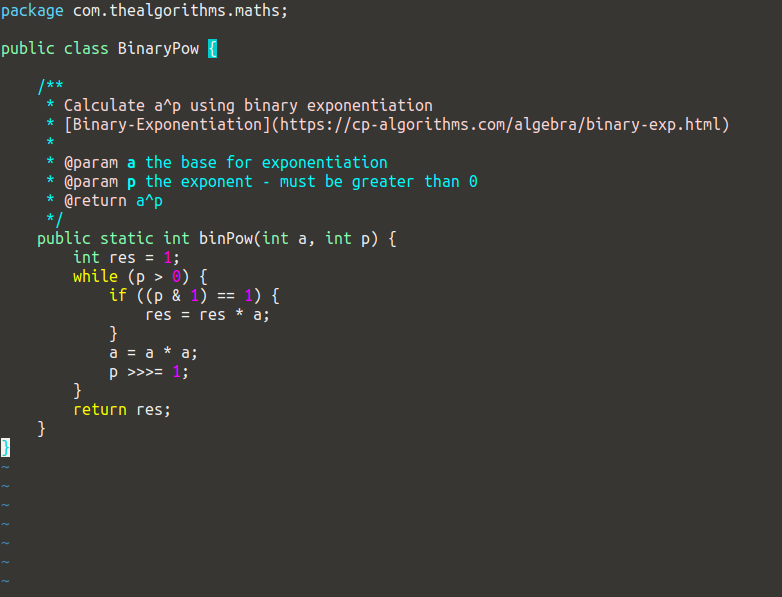 package com.thealgorithms.maths;

public class BinaryPow {

    /**
     * Calculate a^p using binary exponentiation
     * [Binary-Exponentiation](https://cp-algorithms.com/algebra/binary-exp.html)
     *
     * @param a the base for exponentiation
     * @param p the exponent - must be greater than 0
     * @return a^p
     */
    public static int binPow(int a, int p) {
        int res = 1;
        while (p > 0) {
            if ((p & 1) == 1) {
                res = res * a;
            }
            a = a * a;
            p >>>= 1;
        }
        return res;
    }
}
~
~
~
~
~
~
~